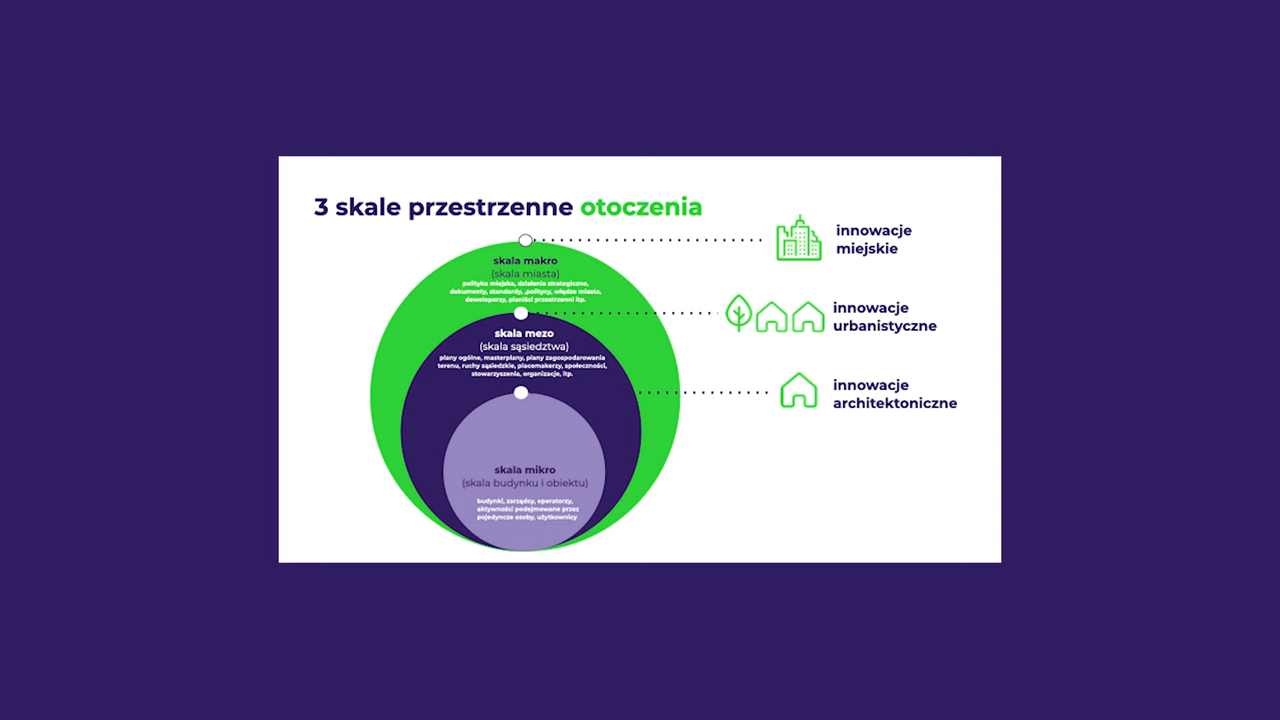 3 skale przestrzenne otoczenia
skala makro
(skala miasta)
polityka miejska, działania strategiczne,
dokumenty, standardy, ,politycy, włądze miasta,
deweloperzy, planiści przestrzenni itp.
innowacje
miejskie
skala mezo
(skala sąsiedztwa)
plany ogólne, masterplany, plany zagospodarowania
terenu, ruchy sąsiedzkie, placemakerzy, społeczności,
stowarzyszenia, organizacje, itp.
innowacje
urbanistyczne
innowacje
architektoniczne
skala mikro
(skala budynku i obiektu)
budynki, zarządcy, operatorzy,
aktywności podejmowane przez
pojedyncze osoby, użytkownicy